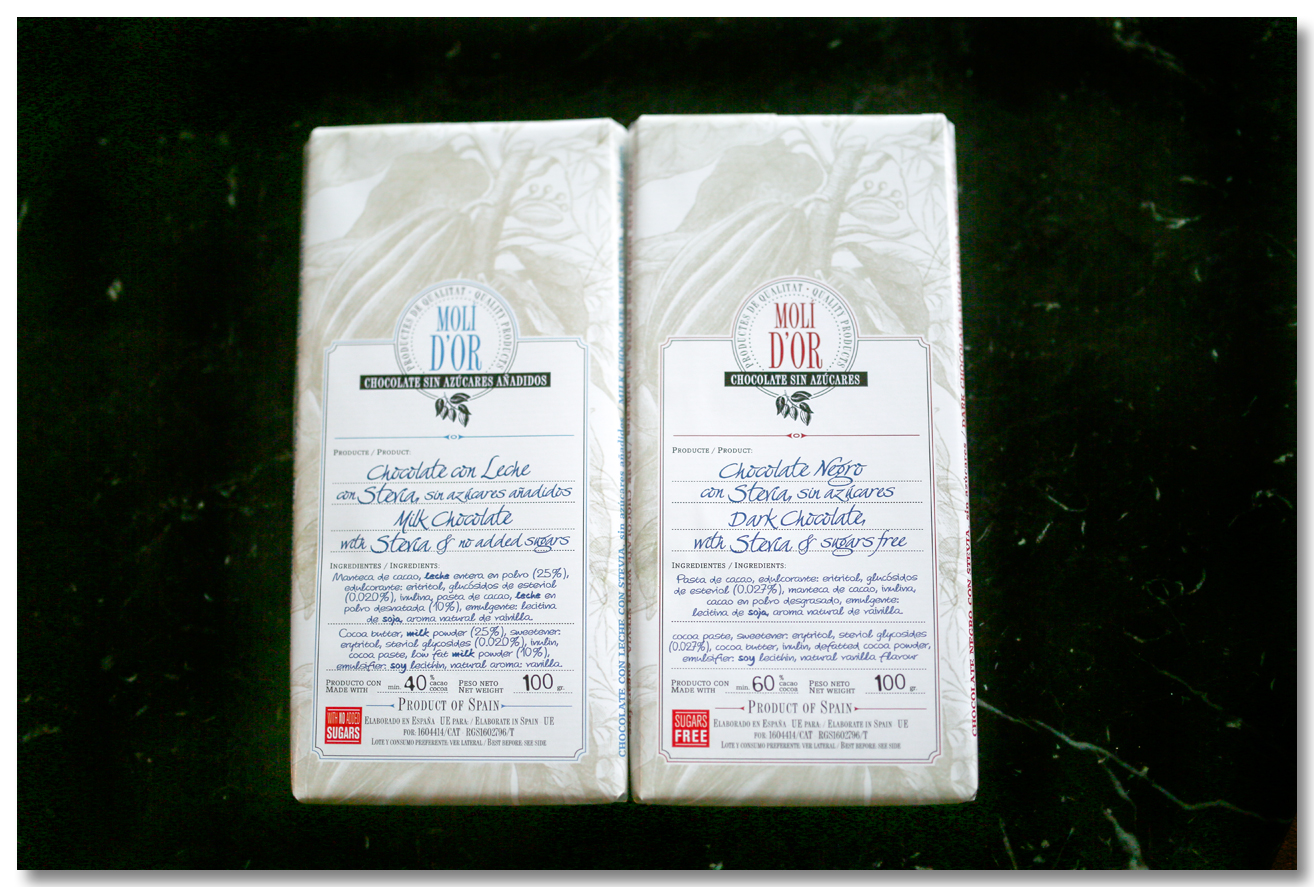 PRODUCTES DE QUALITAT · QUALITY PRODUCTS
MOLÍ
D'OR
CHOCOLATE SIN AZÚCARES AÑADIDOS
PRODUCTE / PRODUCT:
Chocolate con Leche
con Stevia, sin azúcares añadidos
Milk Chocolate
with Stevia & no added sugars
INGREDIENTES / INGREDIENTS:
Manteca de cacao, leche entera en polvo (25%),
edulcorante: eritritol, glucósidos de esteviol
(0.020%), inulina, pasta de cacao, leche en
polvo desnatada (10%), emulgente: lecitina
de soja, aroma natural de vainilla.
Cocoa butter, milk powder (25%), sweetener:
erytritol, steviol glycosides (0.020%), inulin,
cocoa paste, low fat milk powder (10%),
emulsifier: soy lecithin, natural aroma: vanilla.
PRODUCTO CON
MADE WITH
min. 40 % cacao cocoa
PESO NETO
NET WEIGHT
100 gr.
PRODUCT OF SPAIN
WITH NO ADDED
SUGARS
ELABORADO EN ESPAÑA UE PARA: / ELABORATE IN SPAIN UE
FOR: 1604414/CAT RGS1602796/T
LOTE Y CONSUMO PREFERENTE: VER LATERAL / BEST BEFORE: SEE SIDE
CHOCOLATE CON LECHE CON STEVIA, sin azúcares añadidos / MILK
PRODUCTES DE QUALITAT · QUALITY PRODUCTS
MOLÍ
D'OR
CHOCOLATE SIN AZÚCARES
PRODUCTE / PRODUCT:
Chocolate Negro
con Stevia, sin azúcares
Dark Chocolate,
with Stevia & sugars free
INGREDIENTES / INGREDIENTS:
Pasta de cacao, edulcorante: eritritol, glucósidos
de esteviol (0.027%), manteca de cacao, inulina,
cacao en polvo desgrasado, emulgente:
lecitina de soja, aroma natural de vainilla.
cocoa paste, sweetener: erytritol, steviol glycosides
(0.027%), cocoa butter, inulin, defatted cocoa powder,
emulsifier: soy lecithin, natural vanilla flavour
PRODUCTO CON
MADE WITH
min. 60 % cacao cocoa
PESO NETO
NET WEIGHT
100 gr.
PRODUCT OF SPAIN
SUGARS
FREE
ELABORADO EN ESPAÑA UE PARA: / ELABORATE IN SPAIN UE
FOR: 1604414/CAT RGS1602796/T
LOTE Y CONSUMO PREFERENTE: VER LATERAL / BEST BEFORE: SEE SIDE
CHOCOLATE NEGRO CON STEVIA, sin azúcares / DARK